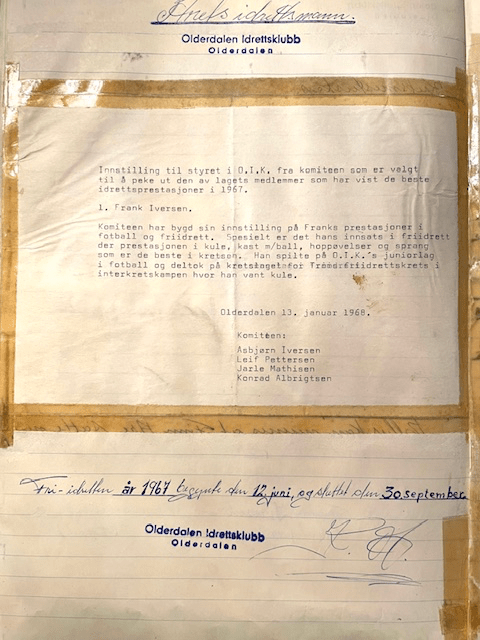 Årets idrettsmann.
Olderdalen Idrettsklubb
Olderdalen
Innstilling til styret i O.I.K. fra komiteen som er valgt
til å peke ut den av lagets medlemmer som har vist de beste
idrettsprestasjoner i 1967.
1. Frank Iversen.
Komiteen har bygd sin innstilling på Franks prestasjoner i
fotball og friidrett. Spesielt er det hans innsats i friidrett
der prestasjonen i kule, kast m/ball, hoppøvelser og sprang
som er de beste i kretsen. Han spilte på O.I.K.'s juniorlag
i fotball og deltok på kretslaget for Tromsfriidrettskrets i
interkretskampen hvor han vant kule.
Olderdalen 13. januar 1968.
Komiteen:
Asbjørn Iversen
Leif Pettersen
Jarle Mathisen
Konrad Albrigtsen
Fri-idretten år 1967 begynte den 12 juni, og sluttet den 30. september.
Olderdalen Idrettsklubb
Olderdalen